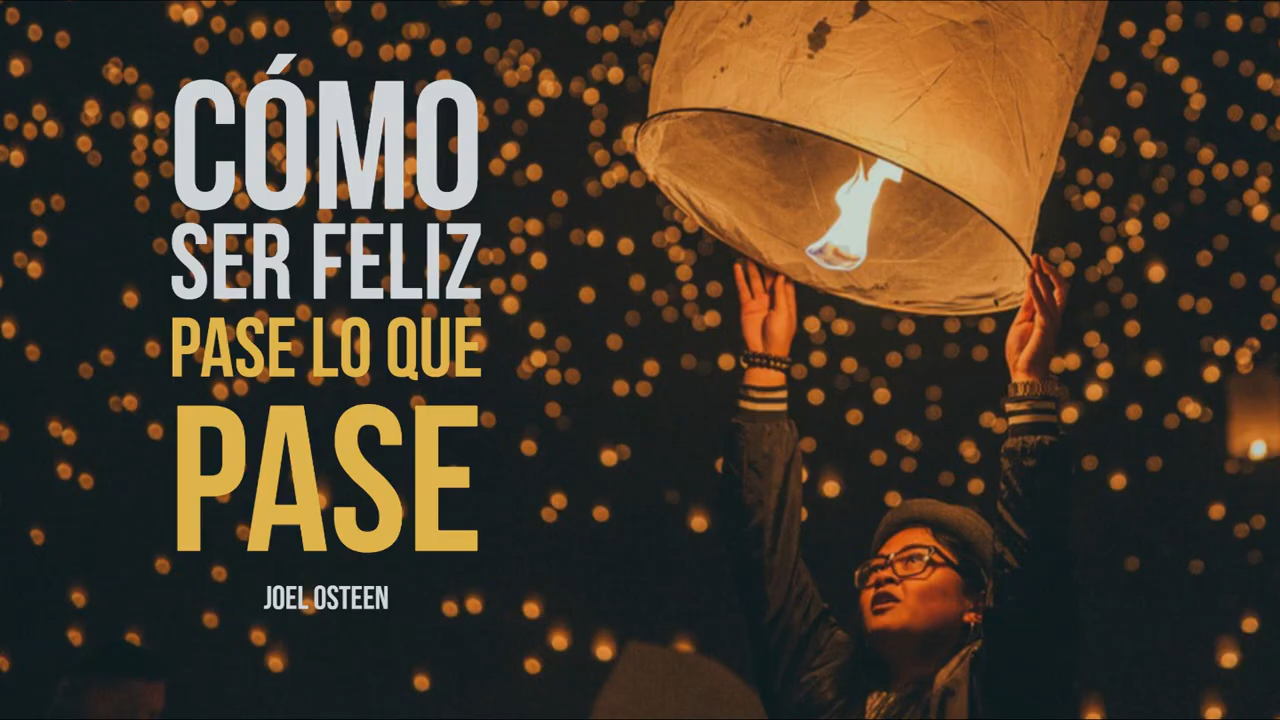 CÓMO
SER FELIZ
PASE LO QUE
PASE
JOEL OSTEEN